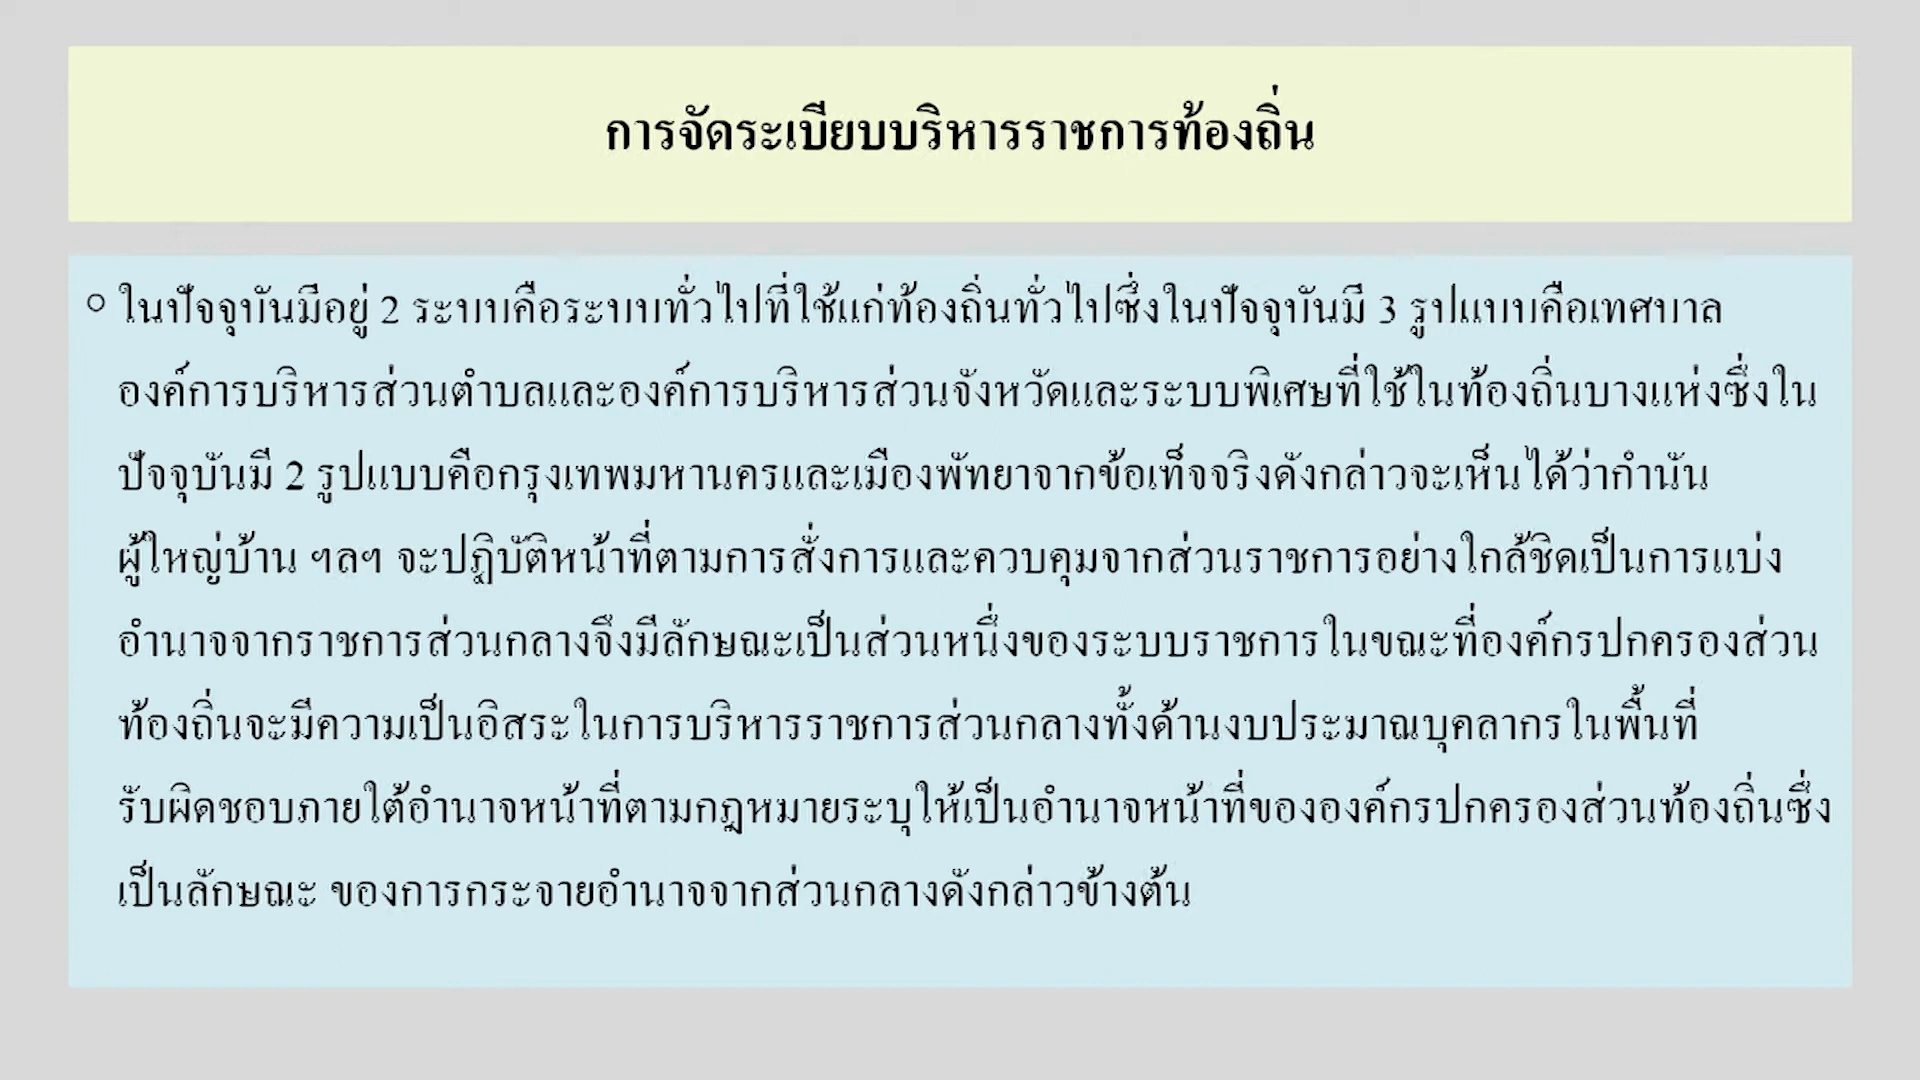 การจัดระเบียบบริหารราชการท้องถิ่น
ในปัจจุบันมีอยู่ 2 ระบบคือระบบทั่วไปที่ใช้แก่ท้องถิ่นทั่วไปซึ่งในปัจจุบันมี 3 รูปแบบคือเทศบาล
องค์การบริหารส่วนตำบลและองค์การบริหารส่วนจังหวัดและระบบพิเศษที่ใช้ในท้องถิ่นบางแห่งซึ่งใน
ปัจจุบันมี 2 รูปแบบคือกรุงเทพมหานครและเมืองพัทยาจากข้อเท็จจริงดังกล่าวจะเห็นได้ว่ากำนัน
ผู้ใหญ่บ้าน ฯลฯ จะปฏิบัติหน้าที่ตามการสั่งการและควบคุมจากส่วนราชการอย่างใกล้ชิดเป็นการแบ่ง
อำนาจจากราชการส่วนกลางจึงมีลักษณะเป็นส่วนหนึ่งของระบบราชการในขณะที่องค์กรปกครองส่วน
ท้องถิ่นจะมีความเป็นอิสระในการบริหารราชการส่วนกลางทั้งด้านงบประมาณบุคลากรในพื้นที่
รับผิดชอบภายใต้อำนาจหน้าที่ตามกฎหมายระบุให้เป็นอำนาจหน้าที่ขององค์กรปกครองส่วนท้องถิ่นซึ่ง
เป็นลักษณะ ของการกระจายอำนาจจากส่วนกลางดังกล่าวข้างต้น